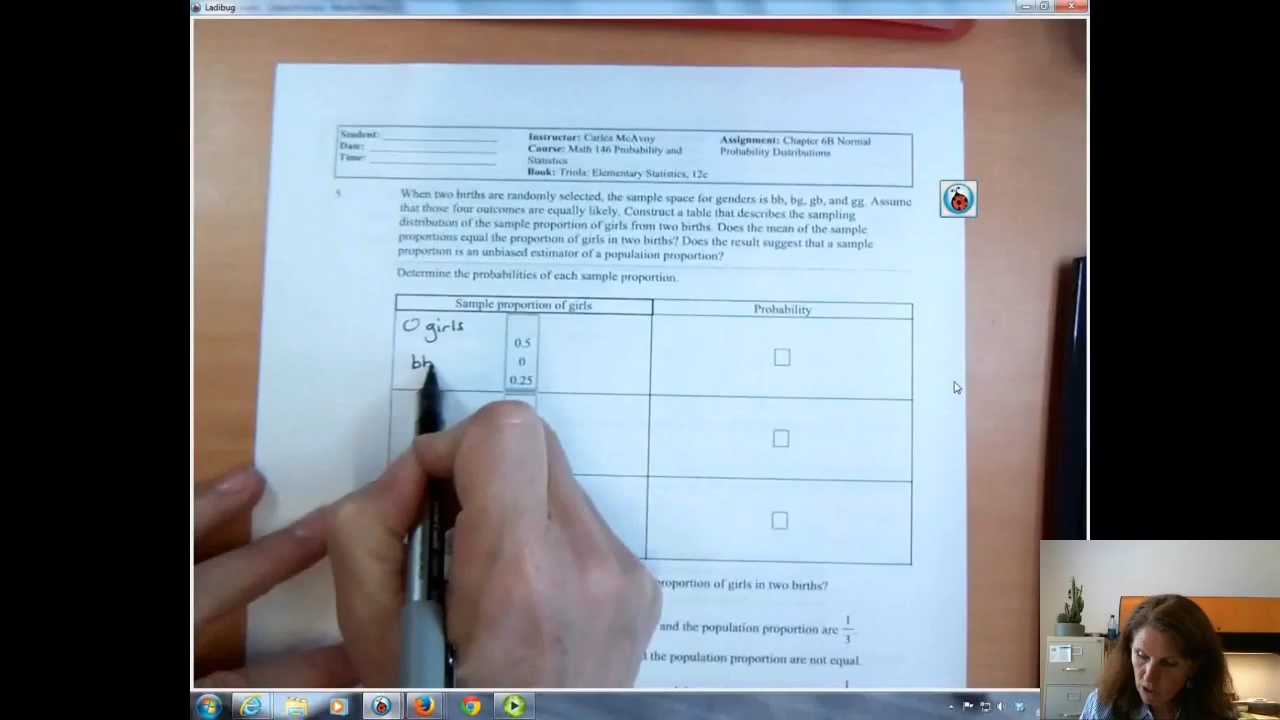 Ladibug
Student:
Date:
Time:
Instructor: Carlea McAvoy
Course: Math 146 Probability and
Statistics
Book: Triola: Elementary Statistics, 12e
Assignment: Chapter 6B Normal
Probability Distributions
5. When two births are randomly selected, the sample space for genders is bb, bg, gb, and gg. Assume
that those four outcomes are equally likely. Construct a table that describes the sampling
distribution of the sample proportion of girls from two births. Does the mean of the sample
proportions equal the proportion of girls in two births? Does the result suggest that a sample
proportion is an unbiased estimator of a population proportion?
Determine the probabilities of each sample proportion.
Sample proportion of girls
Probability
0 girls
bb
0.5
0
0.25
roportion of girls in two births?
and the population proportion are 1/3.
the population proportion are not equal.